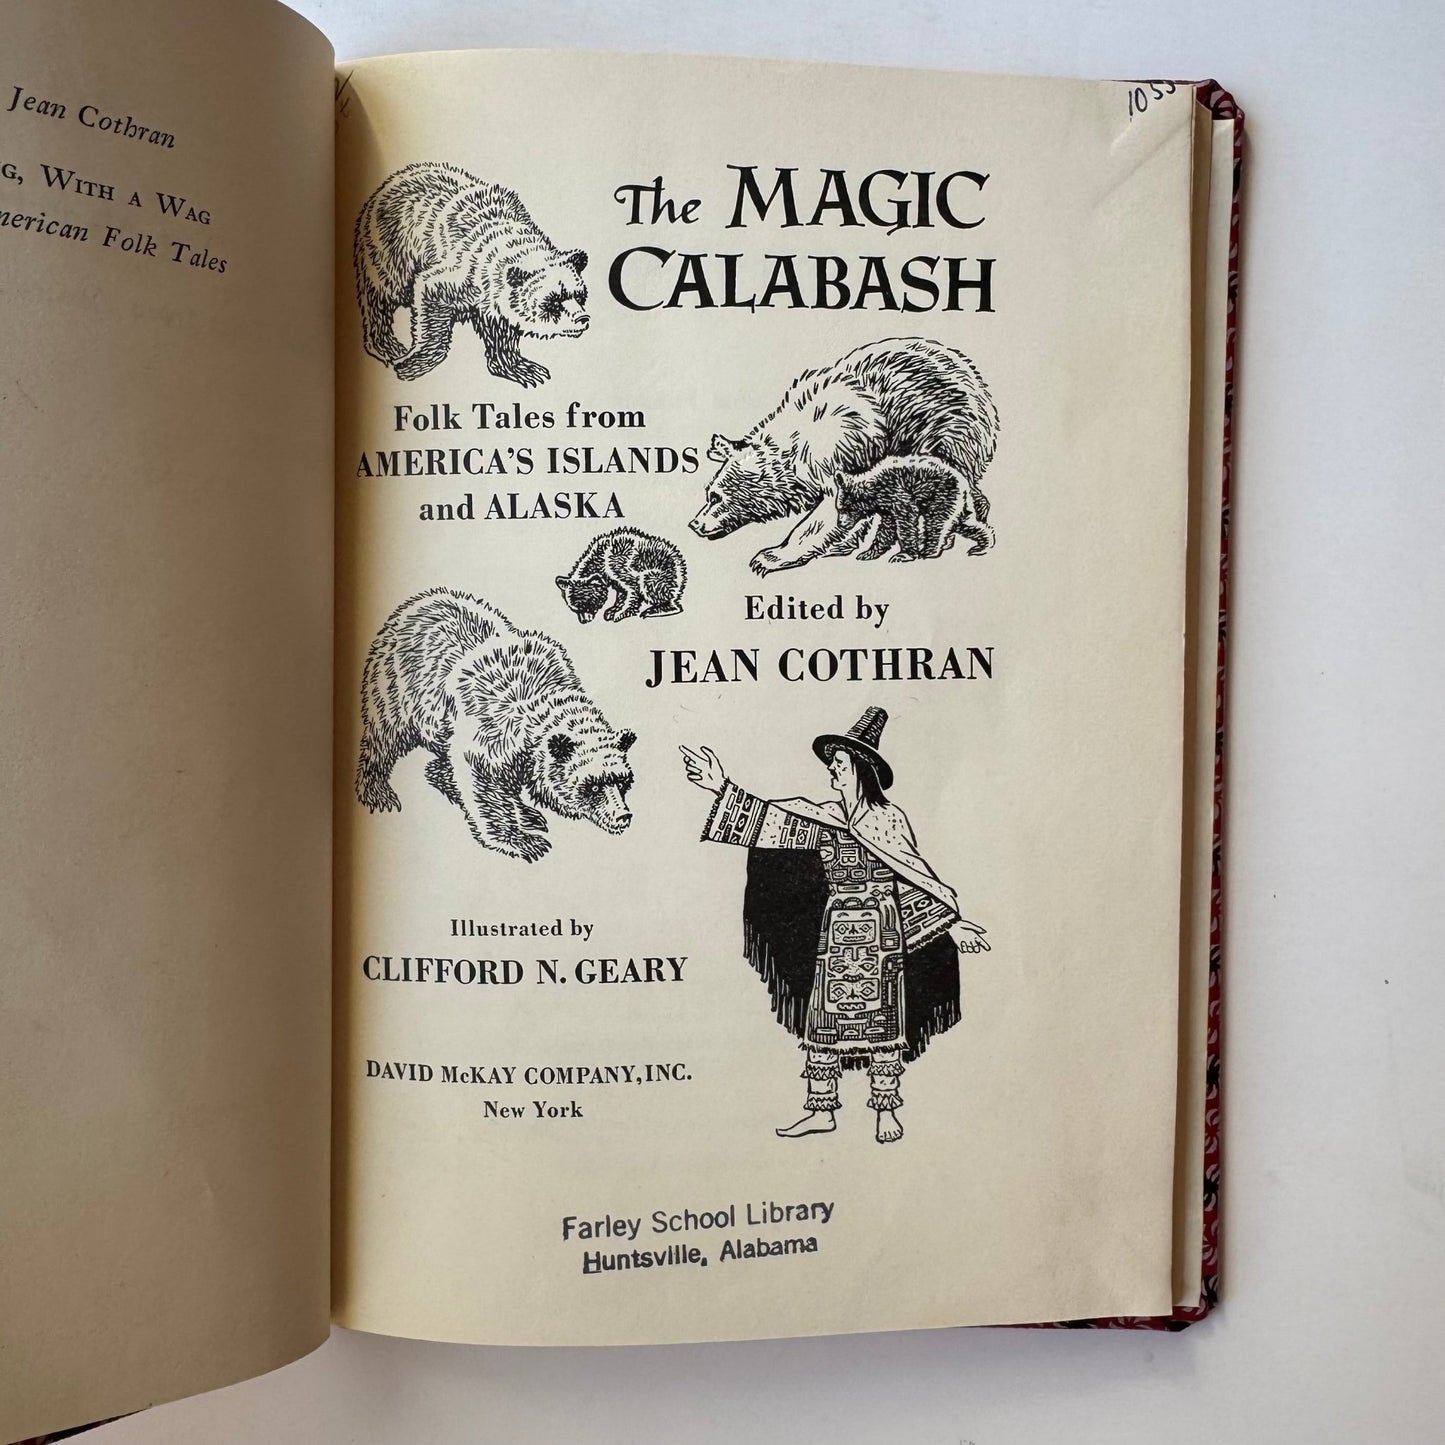 Jean Cothran
With a Wag
Folk Tales
1055
The MAGIC
CALABASH
Folk Tales from
AMERICA'S ISLANDS
and ALASKA
Edited by
JEAN COTHRAN
Illustrated by
CLIFFORD N. GEARY
DAVID McKAY COMPANY, INC.
New York
Farley School Library
Huntsville, Alabama